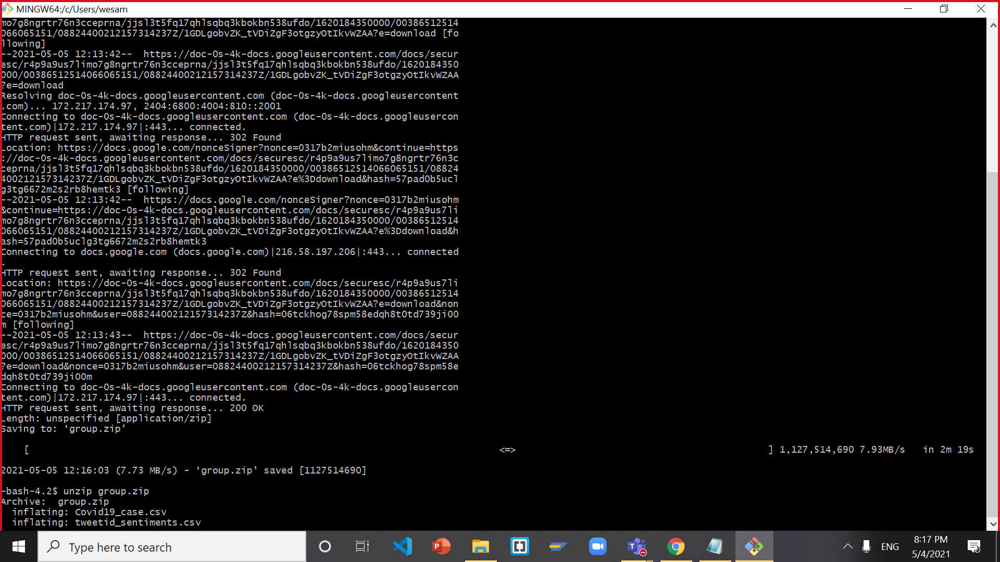 MINGW64:/c/Users/wesam
mo7g8ngrtr76n3cceprna/jjsl3t5fq17qhlsqbq3kbokbn538ufdo/1620184350000/00386512514
066065151/08824400212157314237Z/1GDLgobvZK_tVDiZgF3otgzyOtIkvWZAA?e=download [fo
llowing]
--2021-05-05 12:13:42--  https://doc-0s-4k-docs.googleusercontent.com/docs/secur
esc/r4p9a9us7limo7g8ngrtr76n3cceprna/jjsl3t5fq17qhlsqbq3kbokbn538ufdo/1620184350
000/00386512514066065151/08824400212157314237Z/1GDLgobvZK_tVDiZgF3otgzyOtIkvWZAA
?e=download
Resolving doc-0s-4k-docs.googleusercontent.com (doc-0s-4k-docs.googleusercontent
.com)... 172.217.174.97, 2404:6800:4004:810::2001
Connecting to doc-0s-4k-docs.googleusercontent.com (doc-0s-4k-docs.googleusercon
tent.com)|172.217.174.97|:443... connected.
HTTP request sent, awaiting response... 302 Found
Location: https://docs.google.com/nonceSigner?nonce=0317b2miusohm&continue=https
://doc-0s-4k-docs.googleusercontent.com/docs/securesc/r4p9a9us7limo7g8ngrtr76n3c
ceprna/jjsl3t5fq17qhlsqbq3kbokbn538ufdo/1620184350000/00386512514066065151/08824
400212157314237Z/1GDLgobvZK_tVDiZgF3otgzyOtIkvWZAA?e%3Ddownload&hash=57pad0b5ucl
g3tg6672m2s2rb8hemtk3 [following]
--2021-05-05 12:13:42--  https://docs.google.com/nonceSigner?nonce=0317b2miusohm
&continue=https://doc-0s-4k-docs.googleusercontent.com/docs/securesc/r4p9a9us7li
mo7g8ngrtr76n3cceprna/jjsl3t5fq17qhlsqbq3kbokbn538ufdo/1620184350000/00386512514
066065151/08824400212157314237Z/1GDLgobvZK_tVDiZgF3otgzyOtIkvWZAA?e%3Ddownload&h
ash=57pad0b5uclg3tg6672m2s2rb8hemtk3
Connecting to docs.google.com (docs.google.com)|216.58.197.206|:443... connected
.
HTTP request sent, awaiting response... 302 Found
Location: https://doc-0s-4k-docs.googleusercontent.com/docs/securesc/r4p9a9us7li
mo7g8ngrtr76n3cceprna/jjsl3t5fq17qhlsqbq3kbokbn538ufdo/1620184350000/00386512514
066065151/08824400212157314237Z/1GDLgobvZK_tVDiZgF3otgzyOtIkvWZAA?e=download&non
ce=0317b2miusohm&user=08824400212157314237Z&hash=06tckhog78spm58edqh8t0td739ji00
m [following]
--2021-05-05 12:13:43--  https://doc-0s-4k-docs.googleusercontent.com/docs/secur
esc/r4p9a9us7limo7g8ngrtr76n3cceprna/jjsl3t5fq17qhlsqbq3kbokbn538ufdo/1620184350
000/00386512514066065151/08824400212157314237Z/1GDLgobvZK_tVDiZgF3otgzyOtIkvWZAA
?e=download&nonce=0317b2miusohm&user=08824400212157314237Z&hash=06tckhog78spm58e
dqh8t0td739ji00m
Connecting to doc-0s-4k-docs.googleusercontent.com (doc-0s-4k-docs.googleusercon
tent.com)|172.217.174.97|:443... connected.
HTTP request sent, awaiting response... 200 OK
Length: unspecified [application/zip]
Saving to: ‘group.zip’
[ <=> ] 1,127,514,690 7.93MB/s   in 2m 19s
2021-05-05 12:16:03 (7.73 MB/s) - ‘group.zip’ saved [1127514690]
-bash-4.2$ unzip group.zip
Archive:  group.zip
inflating: Covid19_case.csv
inflating: tweetid_sentiments.csv
Type here to search
ENG
8:17 PM
5/4/2021